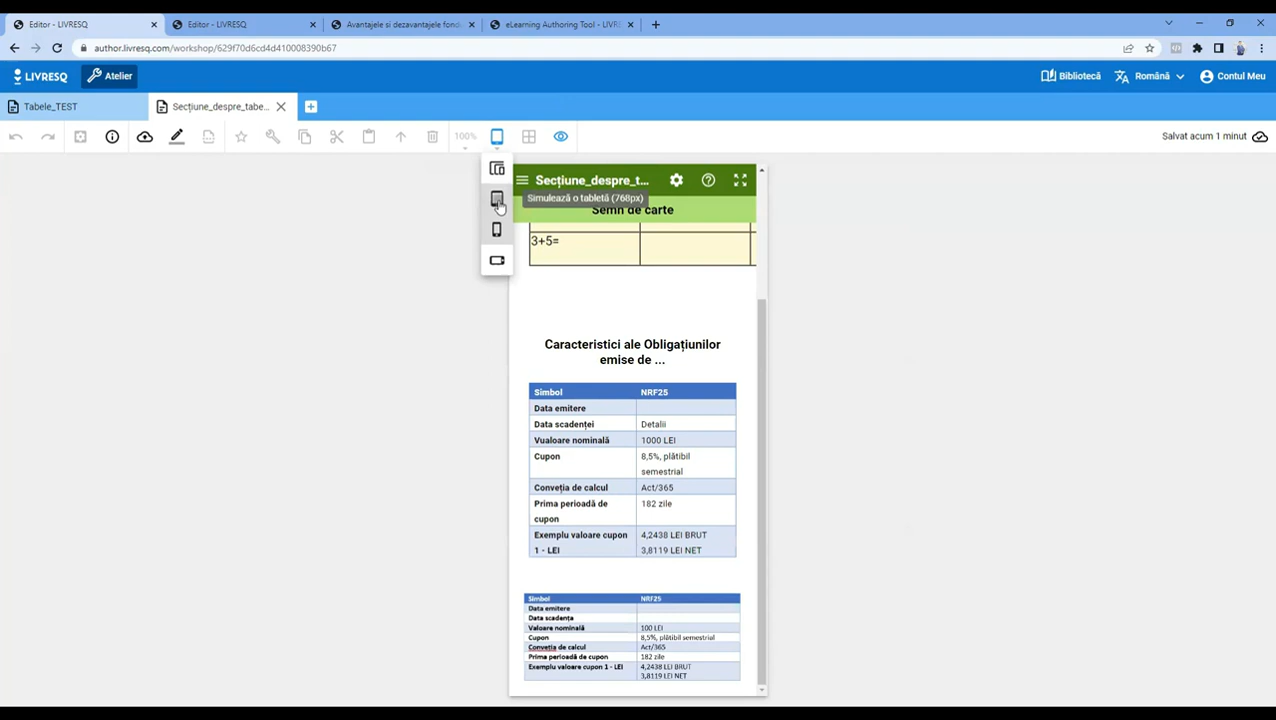 Editor - LIVRESQ
Editor - LIVRESQ
Avantajele si dezavantajele fond
eLearning Authoring Tool - LIVR
author.livresq.com/workshop/629f70d6cd4d410008390b67
LIVRESQ
Atelier
Bibliotecă
Română
Contul Meu
Tabele_TEST
Secțiune_despre_tabe...
100%
Salvat acum 1 minut
Secțiune_despre_t...
Simulează o tabletă (768px)
Semn de carte
3+5=
Caracteristici ale Obligațiunilor
emise de ...
Simbol NRF25
Data emitere
Data scadenței Detalii
Vualoare nominală 1000 LEI
Cupon 8,5%, plătibil
semestrial
Conveția de calcul Act/365
Prima perioadă de 182 zile
cupon
Exemplu valoare cupon 4,2438 LEI BRUT
1 - LEI 3,8119 LEI NET
Simbol NRF25
Data emitere
Data scadența
Valoare nominală 100 LEI
Cupon 8,5%, plătibil semestrial
Conveția de calcul Act/365
Prima perioadă de cupon 182 zile
Exemplu valoare cupon 1 - LEI 4,2438 LEI BRUT
3,8119 LEI NET